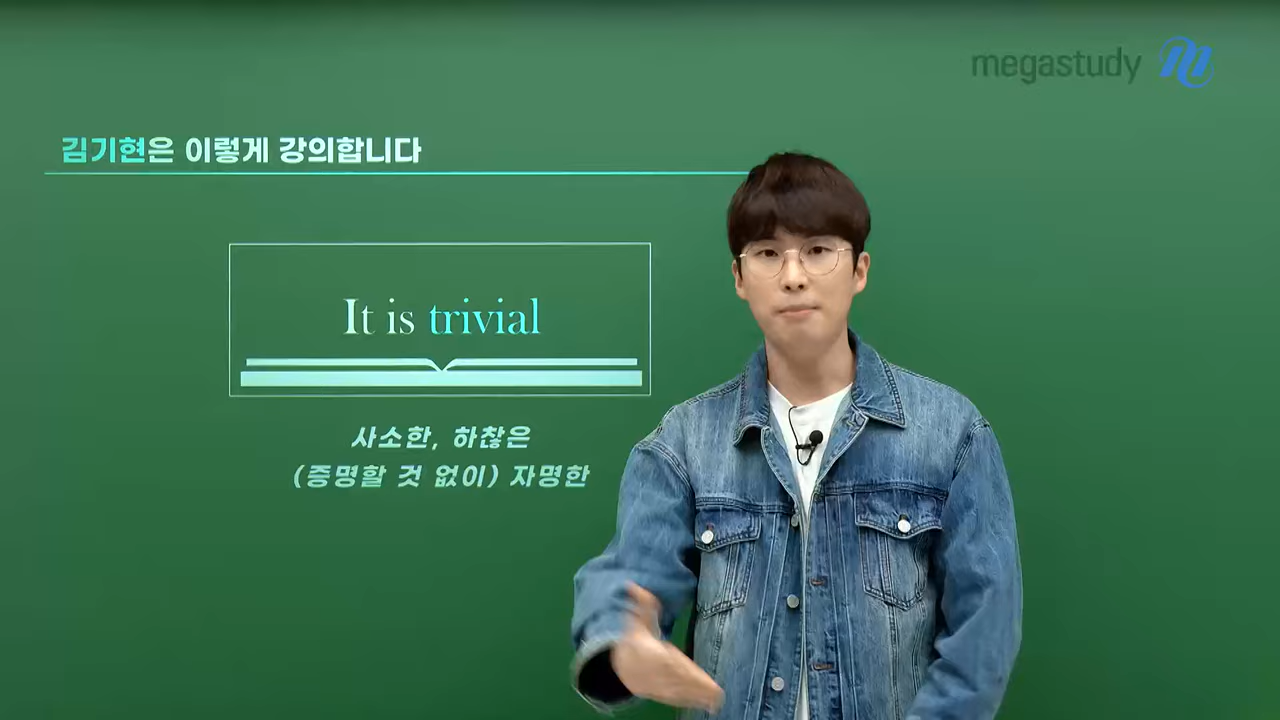 megastudy
김기현은 이렇게 강의합니다
It is trivial
사소한, 하찮은
(증명할 것 없이) 자명한